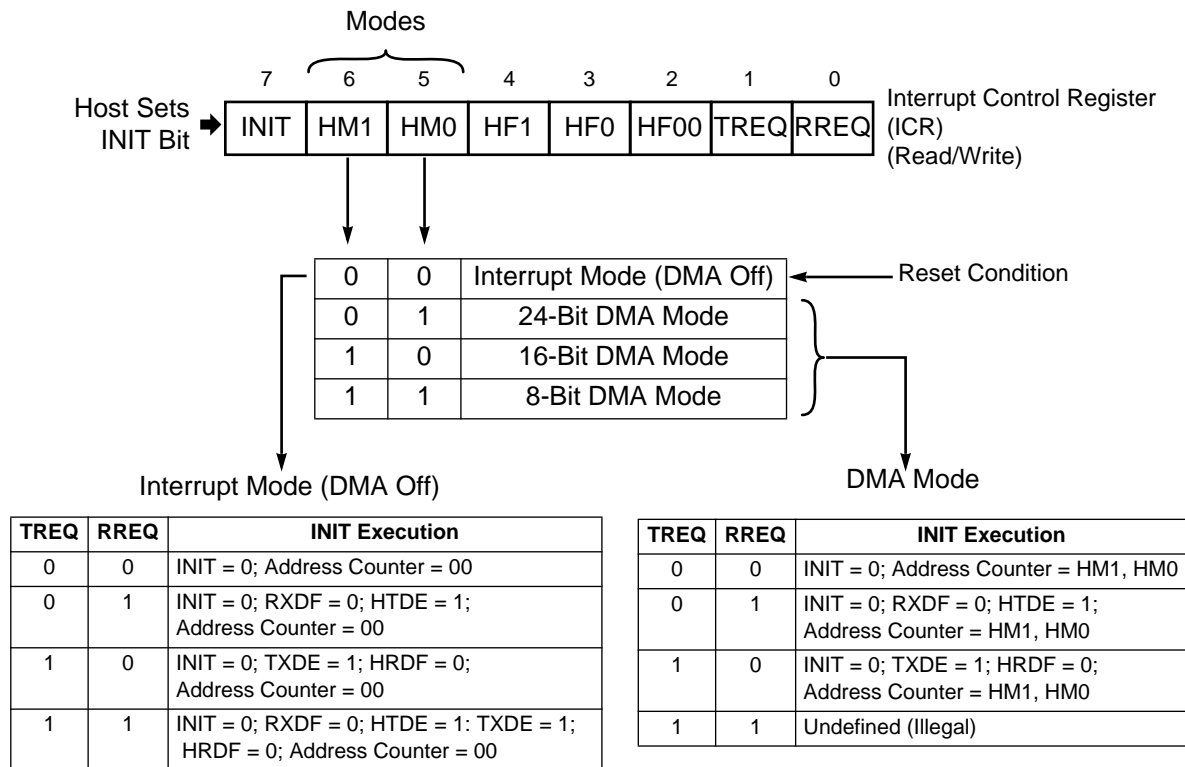 Modes
7 6 5 4 3 2 1 0
Host Sets
INIT Bit
INIT HM1 HM0 HF1 HF0 HF00 TREQ RREQ
Interrupt Control Register
(ICR)
(Read/Write)
0 0 Interrupt Mode (DMA Off)
Reset Condition
0 1 24-Bit DMA Mode
1 0 16-Bit DMA Mode
1 1 8-Bit DMA Mode
Interrupt Mode (DMA Off)
TREQ RREQ INIT Execution
0 0 INIT = 0; Address Counter = 00
0 1 INIT = 0; RXDF = 0; HTDE = 1;
Address Counter = 00
1 0 INIT = 0; TXDE = 1; HRDF = 0;
Address Counter = 00
1 1 INIT = 0; RXDF = 0; HTDE = 1: TXDE = 1;
HRDF = 0; Address Counter = 00
DMA Mode
TREQ RREQ INIT Execution
0 0 INIT = 0; Address Counter = HM1, HM0
0 1 INIT = 0; RXDF = 0; HTDE = 1;
Address Counter = HM1, HM0
1 0 INIT = 0; TXDE = 1; HRDF = 0;
Address Counter = HM1, HM0
1 1 Undefined (Illegal)